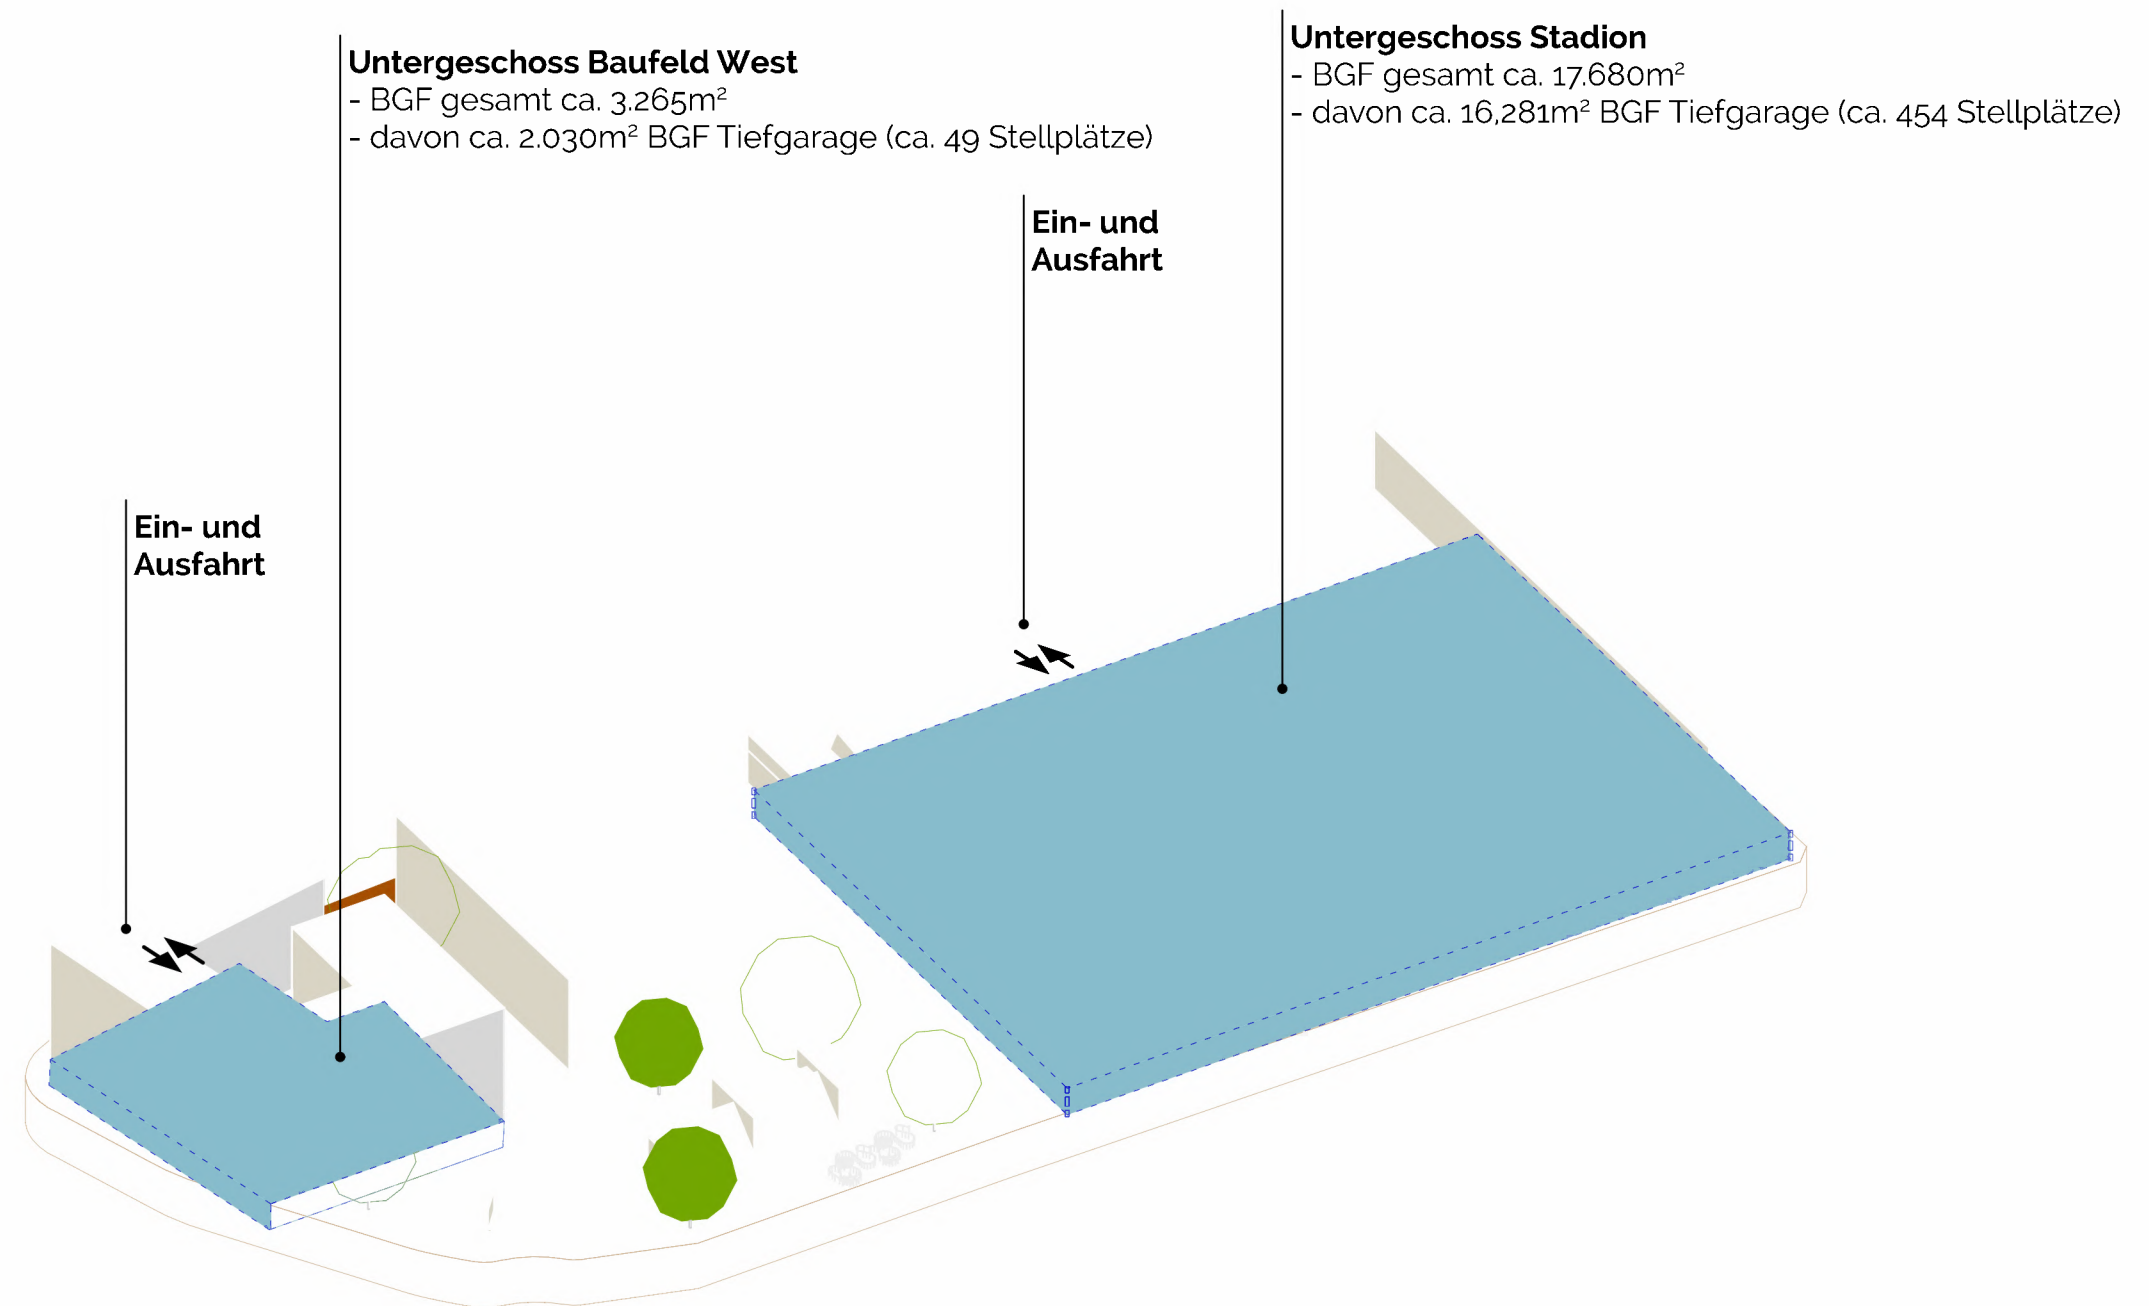 Untergeschoss Baufeld West
- BGF gesamt ca. 3.265m²
- davon ca. 2.030m² BGF Tiefgarage (ca. 49 Stellplätze)
Untergeschoss Stadion
- BGF gesamt ca. 17.680m²
- davon ca. 16,281m² BGF Tiefgarage (ca. 454 Stellplätze)
Ein- und
Ausfahrt
Ein- und
Ausfahrt